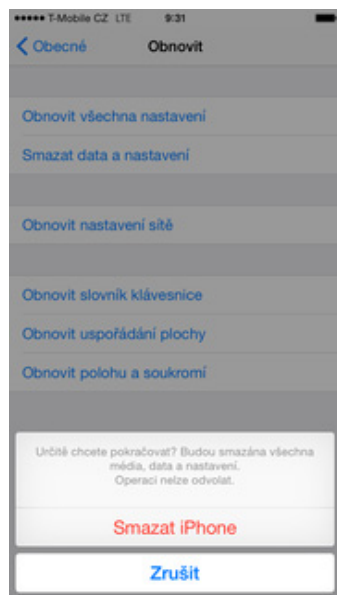 T-Mobile CZ LTE 9:31
Obecné Obnovit
Obnovit všechna nastavení
Smazat data a nastavení
Obnovit nastavení sítě
Obnovit slovník klávesnice
Obnovit uspořádání plochy
Obnovit polohu a soukromí
Určitě chcete pokračovat? Budou smazána všechna
média, data a nastavení.
Operaci nelze odvolat.
Smazat iPhone
Zrušit